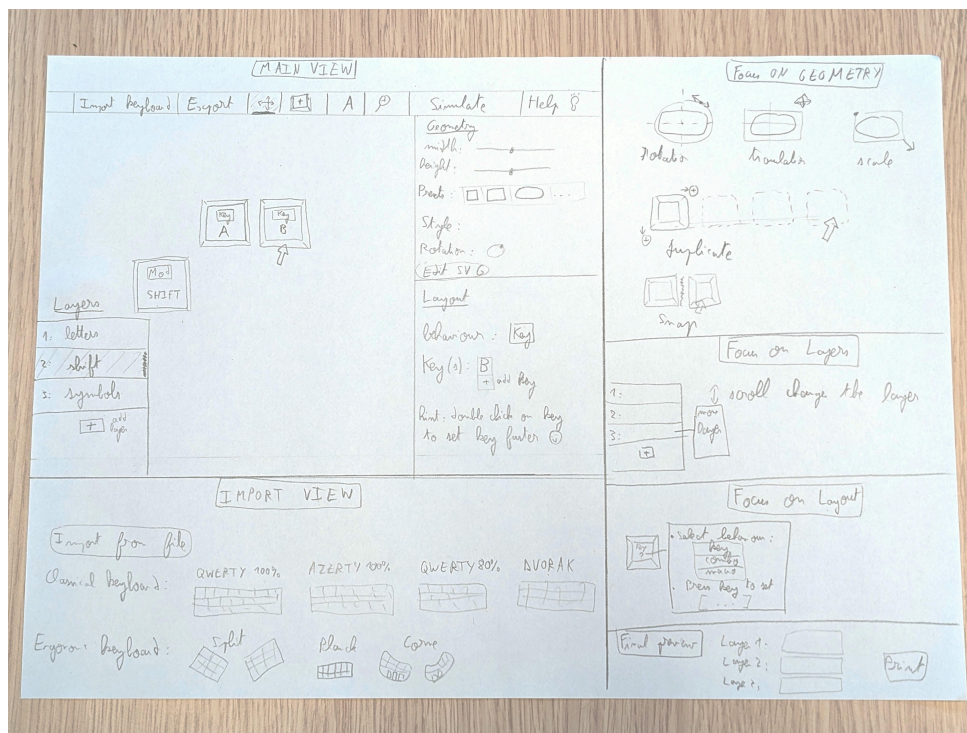 MAIN VIEW
Import keyboard Export A Simulate Help
Geometry
width:
height:
Presets: ...
Style:
Rotation:
Edit SVG
Key
A
Key
B
Mod
SHIFT
Layers
1: letters
2: shift
3: symbols
+ add layer
Layout
behaviour: Key
Key(s): B
+ add key
hint: double click on key
to set key faster
IMPORT VIEW
Import from file
Classical keyboard: QWERTY 100% AZERTY 100% QWERTY 80% DVORAK
Ergonomic keyboard: Split Planck Corne
Focus ON GEOMETRY
Rotation translation scale
duplicate
Snap
Focus on Layers
1:
2:
3:
+
move
layer
scroll change the layer
Focus on Layout
Key
?
• Select behaviour:
key
combo
macro
• Press key to set
[ ... ]
Final preview
Layer 1:
Layer 2:
Print